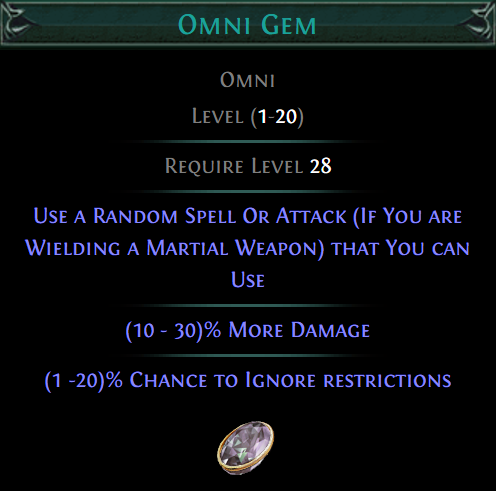 Omni Gem
Omni
Level (1-20)
Require Level 28
Use a Random Spell Or Attack (If You are
Wielding a Martial Weapon) that You can
Use
(10 - 30)% More Damage
(1 -20)% Chance to Ignore restrictions